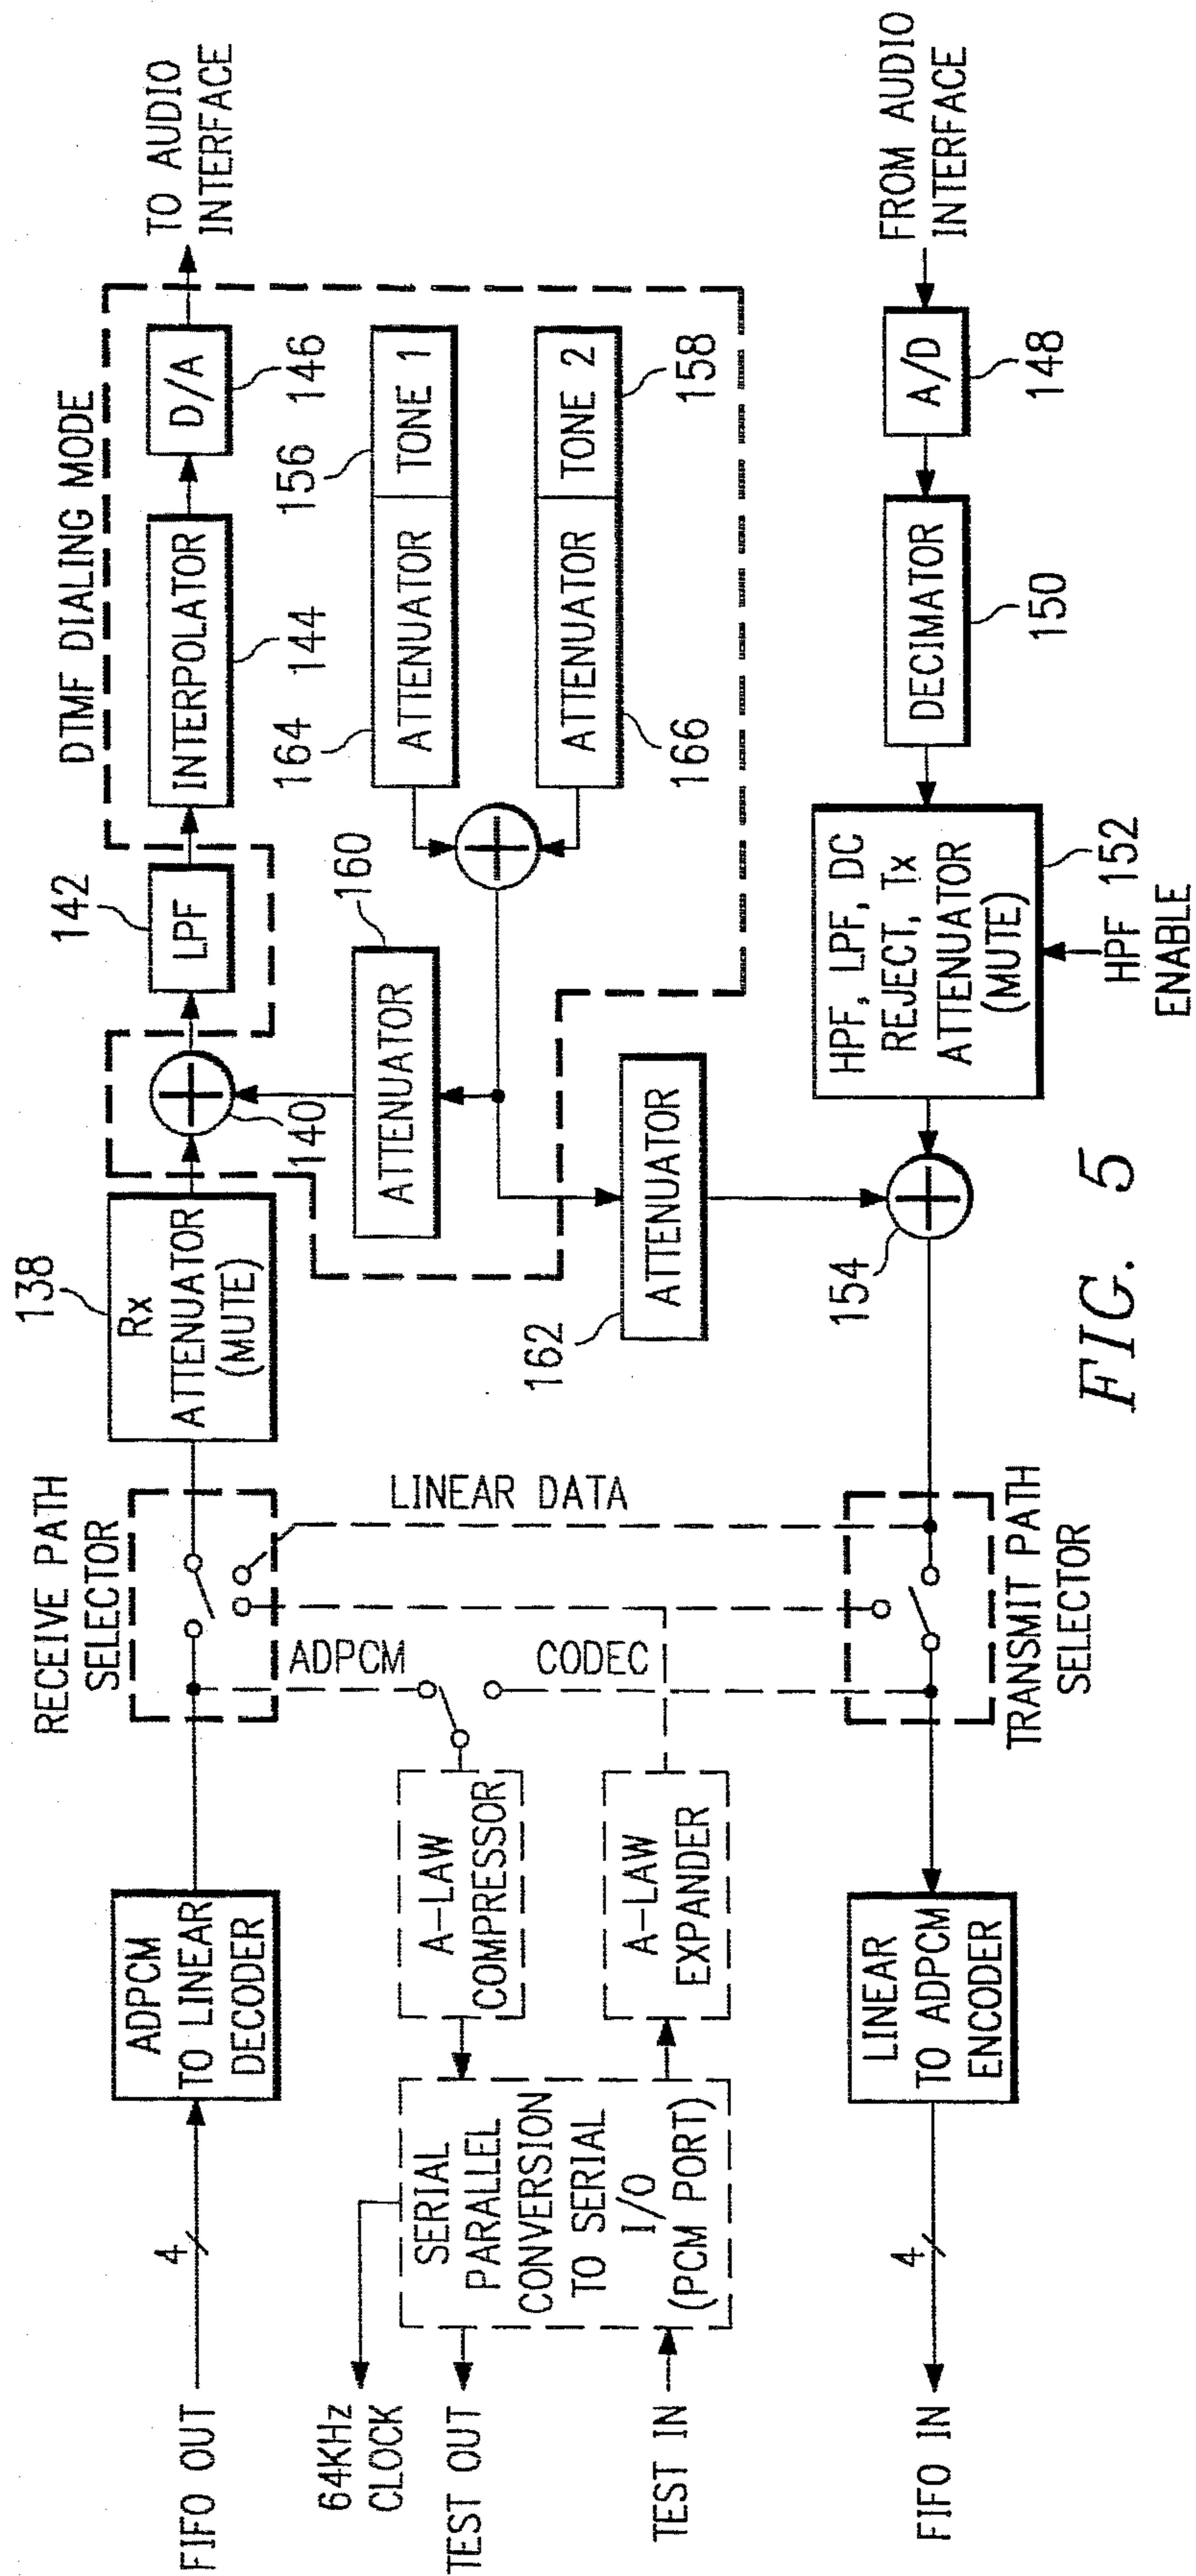 FIFO OUT
4
ADPCM
TO LINEAR
DECODER
RECEIVE PATH
SELECTOR
138
Rx
ATTENUATOR
(MUTE)
140
142
LPF
DTMF DIALING MODE
INTERPOLATOR
144
D/A
146
TO AUDIO
INTERFACE
64KHz
CLOCK
TEST OUT
TEST IN
SERIAL
PARALLEL
CONVERSION
TO SERIAL
I/O
(PCM PORT)
A-LAW
COMPRESSOR
A-LAW
EXPANDER
ADPCM
CODEC
LINEAR DATA
160
ATTENUATOR
162
ATTENUATOR
164
156
ATTENUATOR
TONE 1
ATTENUATOR
TONE 2
166
158
FIFO IN
4
LINEAR
TO ADPCM
ENCODER
TRANSMIT PATH
SELECTOR
154
HPF, LPF, DC
REJECT, Tx
ATTENUATOR
(MUTE)
152
HPF
ENABLE
DECIMATOR
150
A/D
148
FROM AUDIO
INTERFACE
FIG. 5